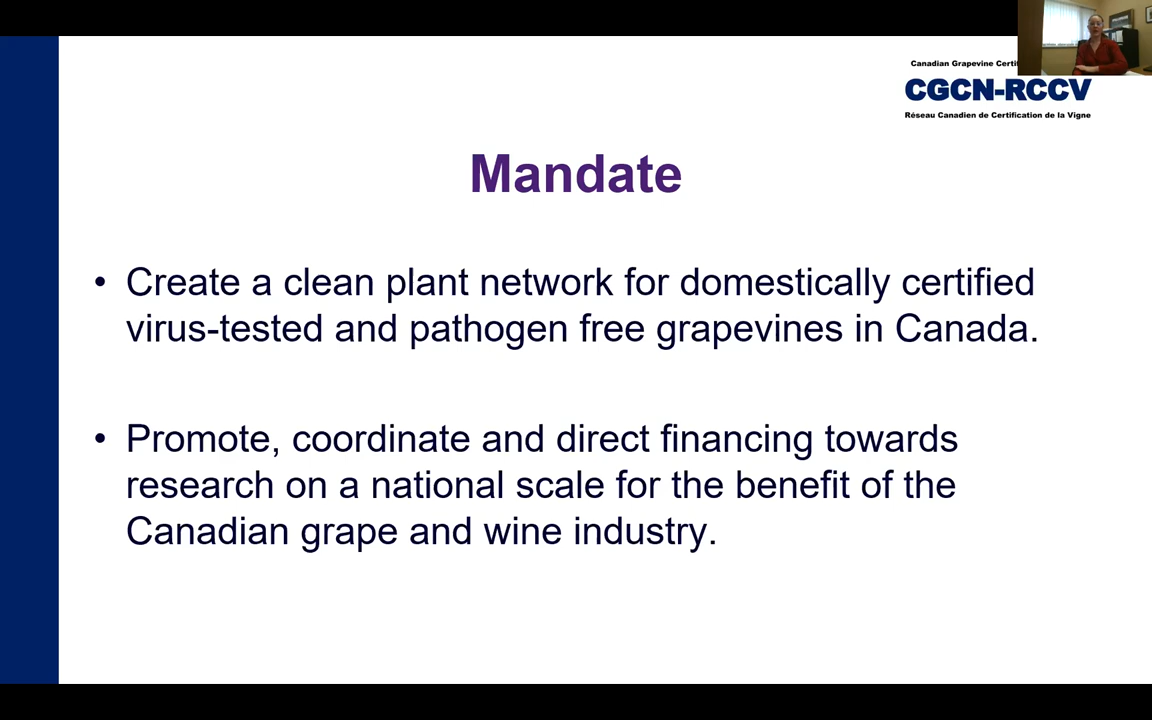 Canadian Grapevine
CGCN-RCCV
Réseau Canadien de Certification de la Vigne
Mandate
• Create a clean plant network for domestically certified
virus-tested and pathogen free grapevines in Canada.
• Promote, coordinate and direct financing towards
research on a national scale for the benefit of the
Canadian grape and wine industry.